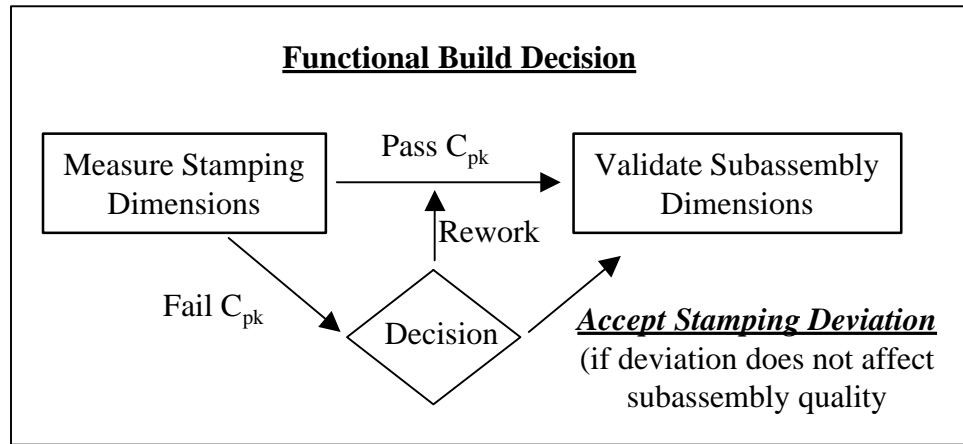 Functional Build Decision
Measure Stamping
Dimensions
Pass Cpk
Validate Subassembly
Dimensions
Rework
Fail Cpk
Decision
Accept Stamping Deviation
(if deviation does not affect
subassembly quality